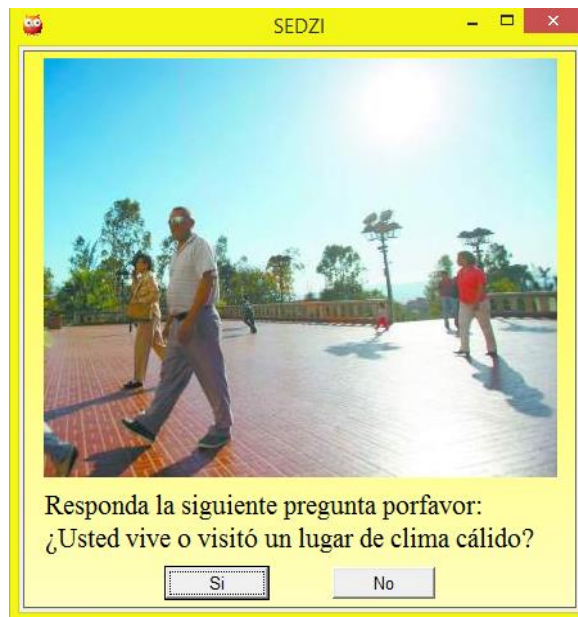 SEDZI
Responda la siguiente pregunta porfavor:
¿Usted vive o visitó un lugar de clima cálido?
Si
No